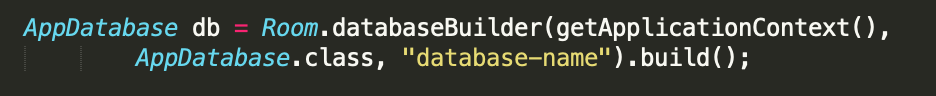 AppDatabase db = Room.databaseBuilder(getApplicationContext(),
AppDatabase.class, "database-name").build();